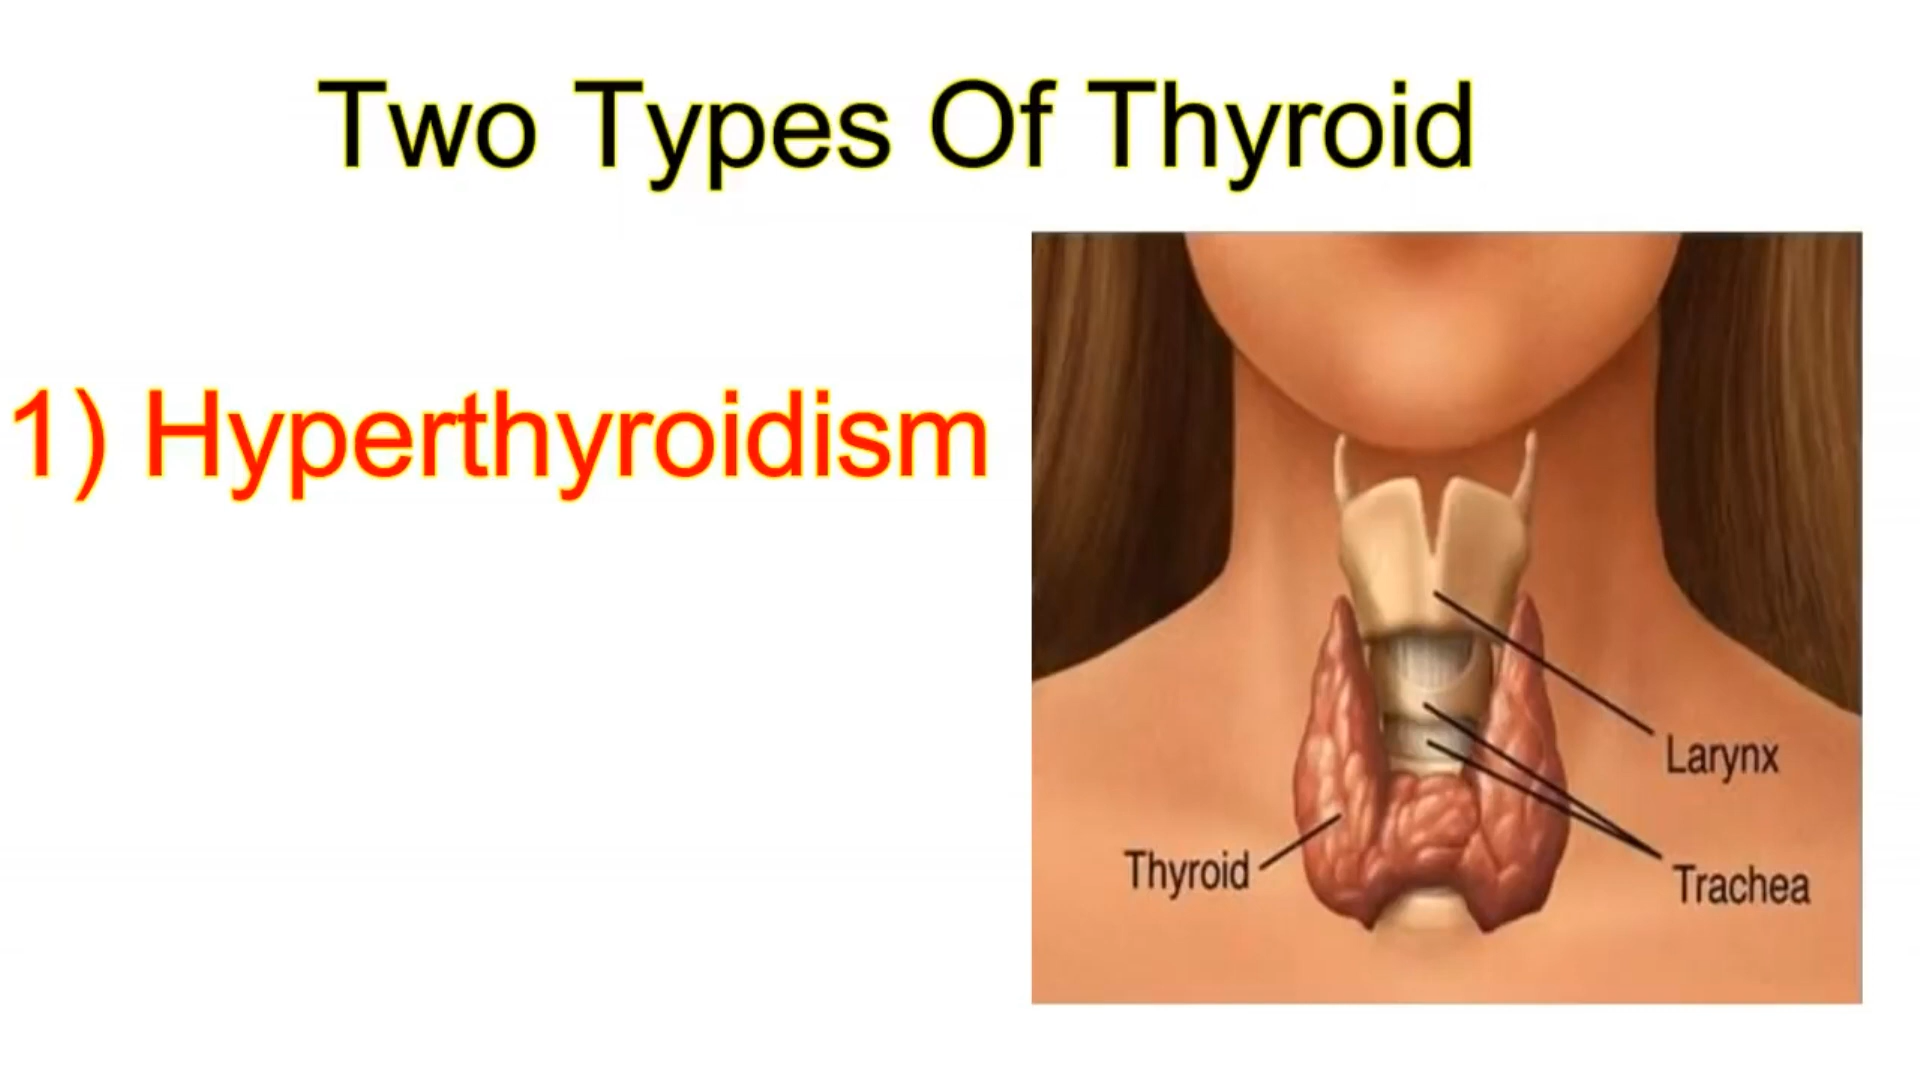 Two Types Of Thyroid
1) Hyperthyroidism
Larynx
Thyroid
Trachea